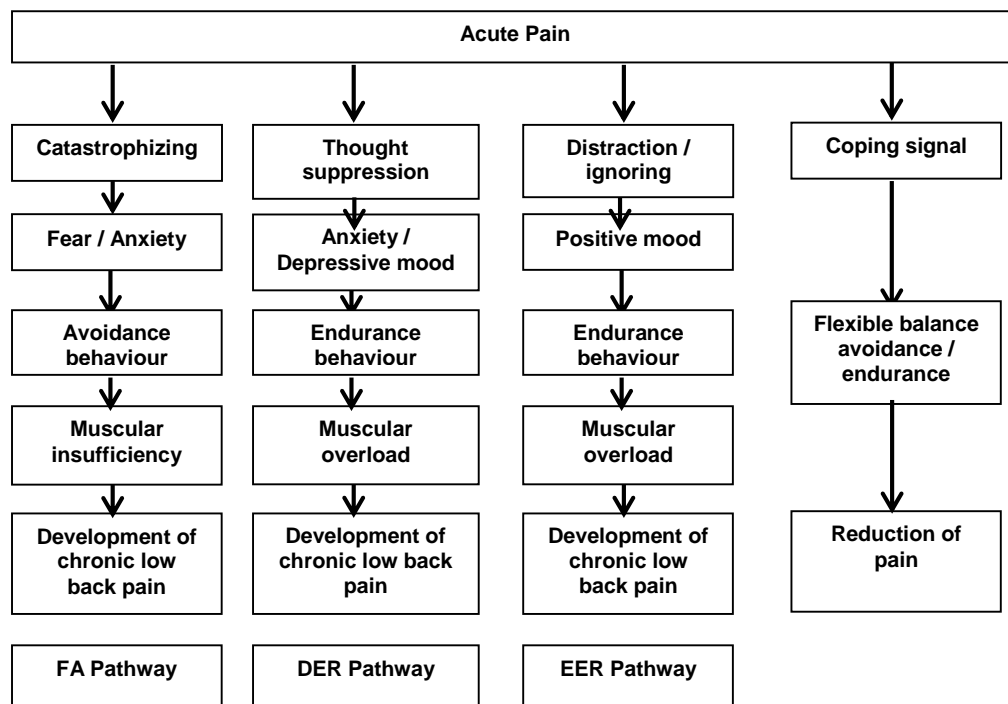 Acute Pain
Catastrophizing
Thought
suppression
Distraction /
ignoring
Coping signal
Fear / Anxiety
Anxiety /
Depressive mood
Positive mood
Avoidance
behaviour
Endurance
behaviour
Endurance
behaviour
Flexible balance
avoidance /
endurance
Muscular
insufficiency
Muscular
overload
Muscular
overload
Development of
chronic low
back pain
Development of
chronic low back
pain
Development of
chronic low
back pain
Reduction of
pain
FA Pathway
DER Pathway
EER Pathway